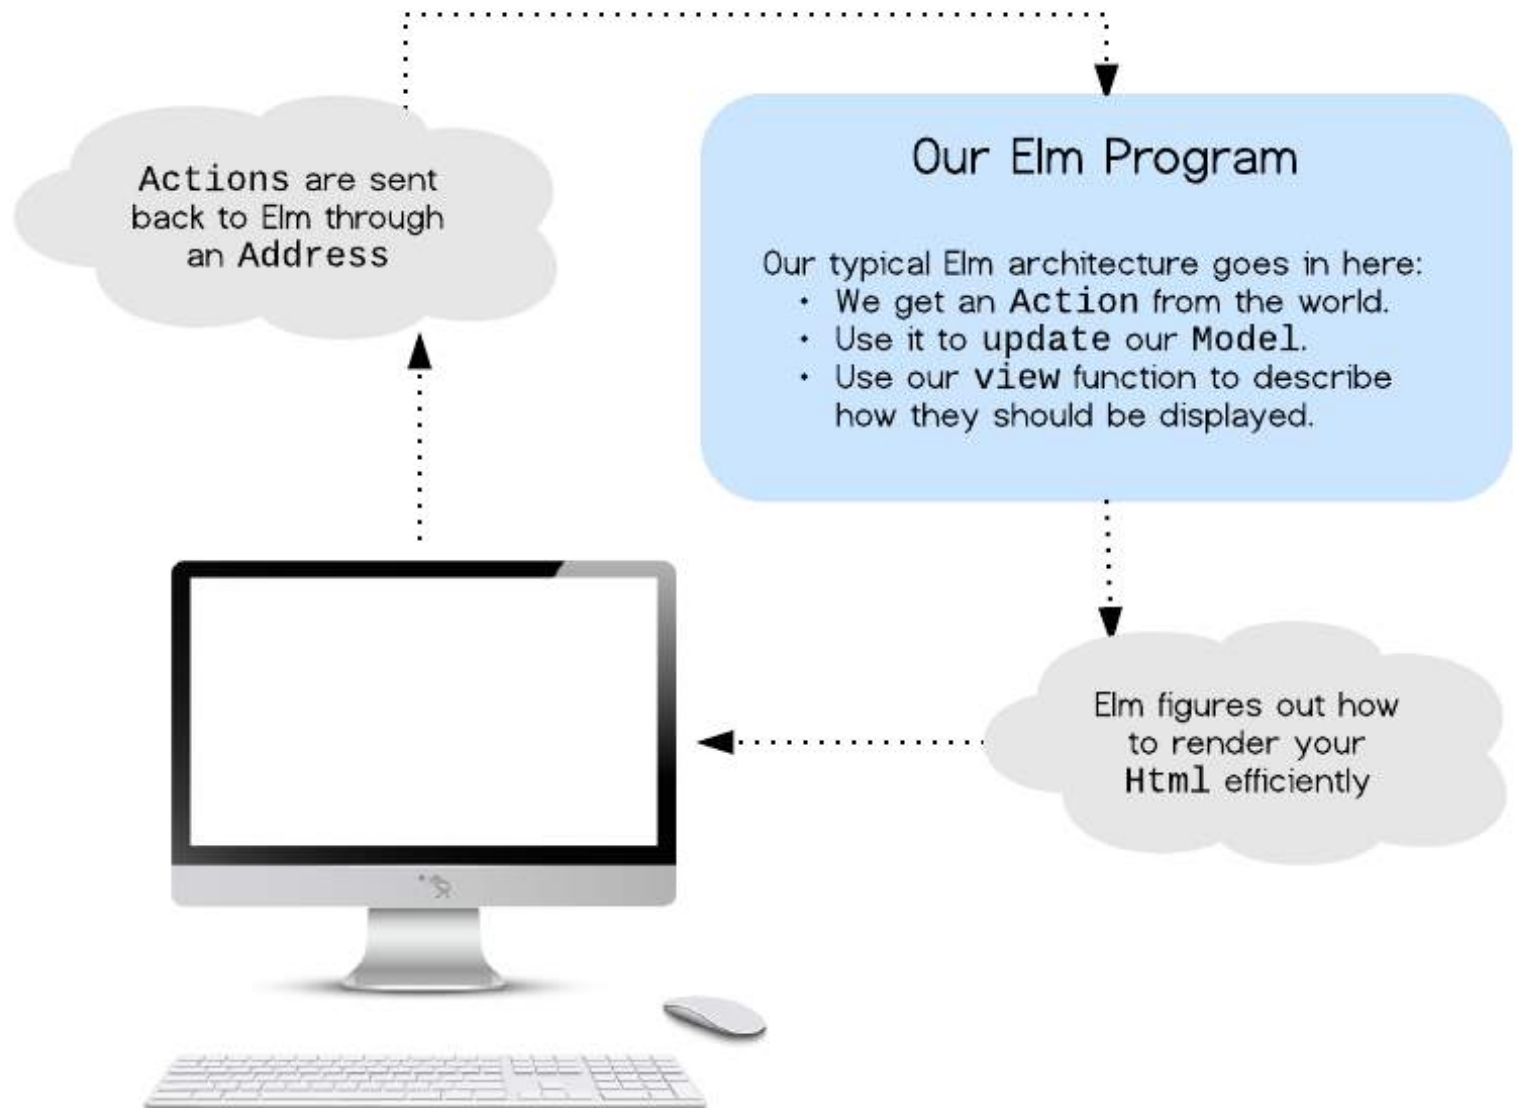 Actions are sent
back to Elm through
an Address
Our Elm Program
Our typical Elm architecture goes in here:
• We get an Action from the world.
• Use it to update our Model.
• Use our view function to describe
how they should be displayed.
Elm figures out how
to render your
Html efficiently